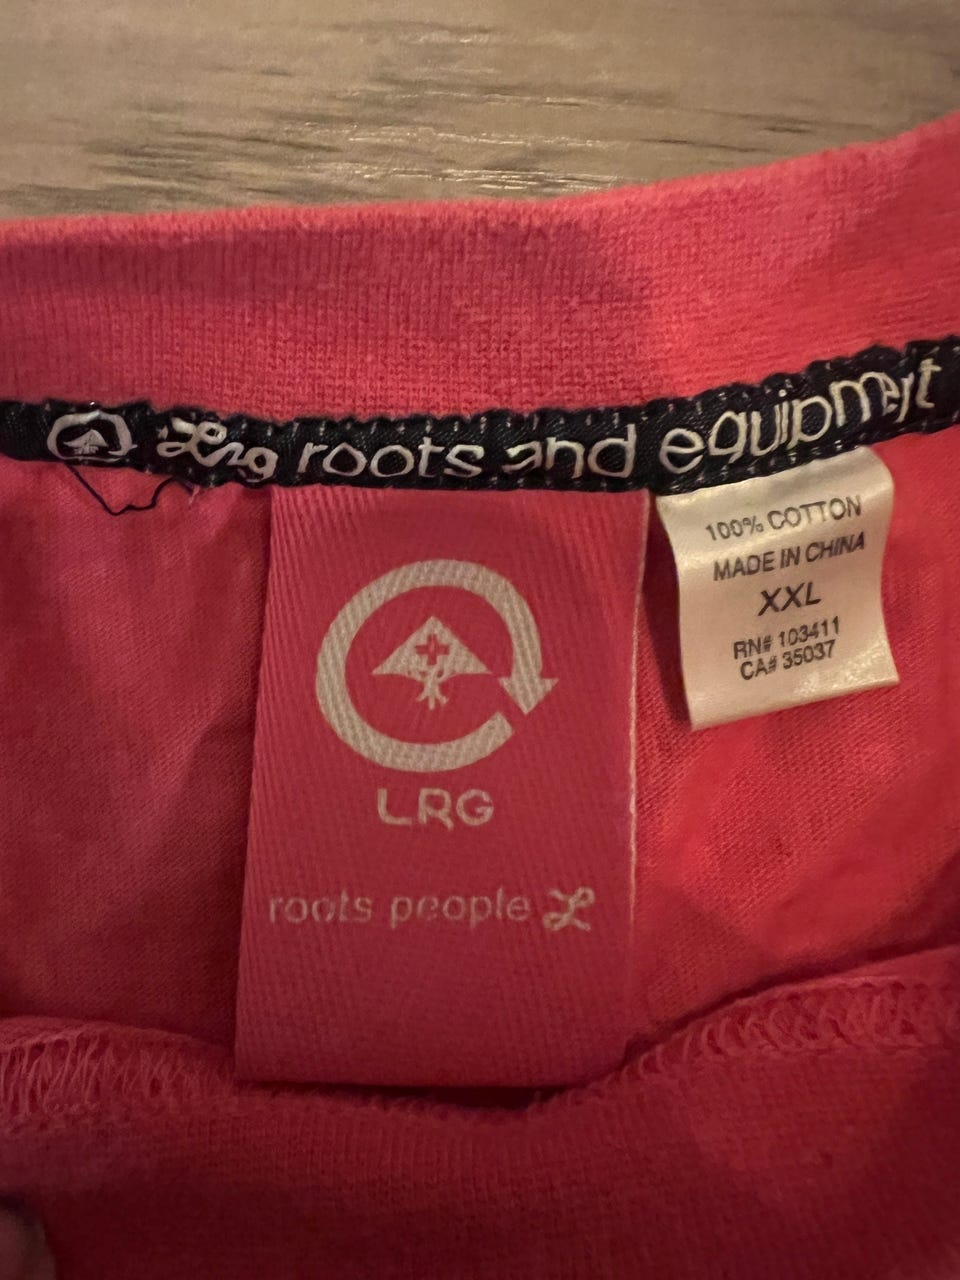 Lrg roots and equipment
100% COTTON
MADE IN CHINA
XXL
RN# 103411
CA# 35037
LRG
roots people L